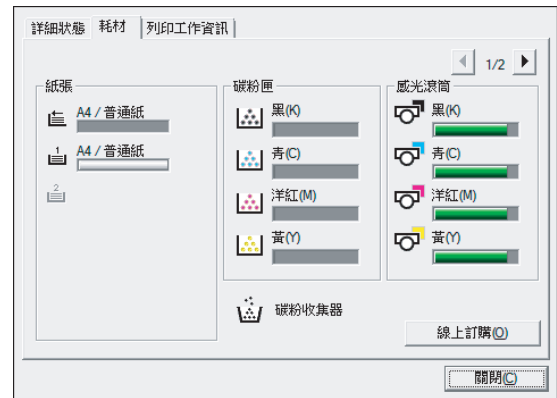 詳細狀態 耗材 列印工作資訊
1/2
紙張
A4 / 普通紙
1 A4 / 普通紙
2
碳粉匣
黑(K)
青(C)
洋紅(M)
黃(Y)
感光滾筒
黑(K)
青(C)
洋紅(M)
黃(Y)
碳粉收集器
線上訂購(O)
關閉(C)